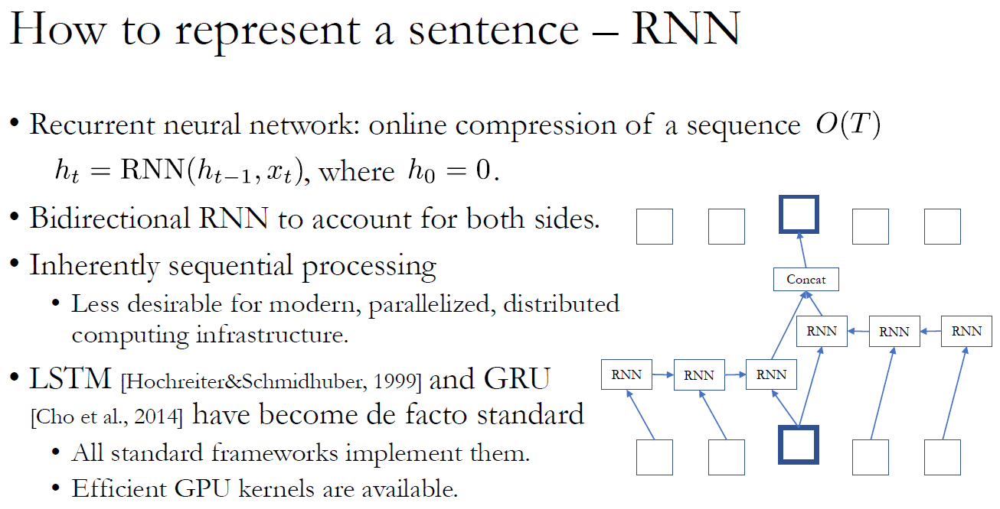 How to represent a sentence – RNN
• Recurrent neural network: online compression of a sequence O(T)
h_t = RNN(h_{t−1}, x_t), where h_0 = 0.
• Bidirectional RNN to account for both sides.
• Inherently sequential processing
• Less desirable for modern, parallelized, distributed
computing infrastructure.
• LSTM [Hochreiter&Schmidhuber, 1999] and GRU
[Cho et al., 2014] have become de facto standard
• All standard frameworks implement them.
• Efficient GPU kernels are available.
Concat
RNN RNN RNN
RNN RNN RNN